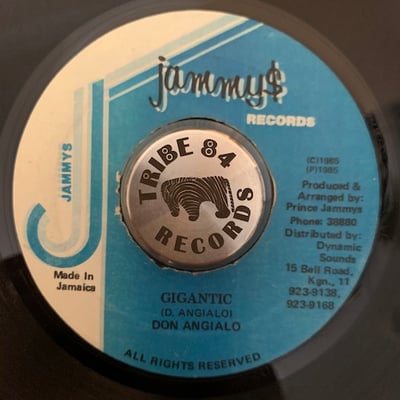 jammy$
RECORDS
JAMMYS
(C)1985
(P)1985
Produced &
Arranged by:
Prince Jammys
Phone: 38880
Distributed by:
Dynamic
Sounds
15 Bell Road,
Kgn., 11
923-9138,
923-9168
TRIBE 84
RECORDS
Made In
Jamaica
GIGANTIC
(D. ANGIALO)
DON ANGIALO
ALL RIGHTS RESERVED